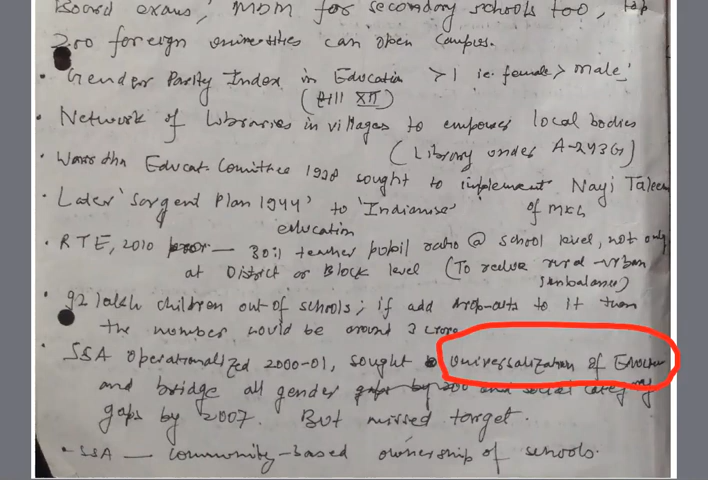 Board exams, MDM for secondary schools too, top
200 foreign universities can open campus.
• Gender Parity Index in Education >1 i.e. female > male
(till XII)
• Network of Libraries in villages to empower local bodies
(Library under A-243G)
• Wardha Educat. Comittee 1938 sought to implement Nayi Taleem
of MKG
• Later 'Sargent Plan 1944' to 'Indianise'
education
• RTE, 2010 — 30:1 teacher pupil ratio @ school level, not only
at District or Block level (To reduce rural-urban
imbalance)
• 92 lakh children out of schools; if add drop-outs to it then
the number would be around 2 crore
• SSA operationalized 2000-01, sought universalization of
and bridge all gender gaps by 200 and social category
gaps by 2007. But missed target.
• SSA — community-based ownership of schools.